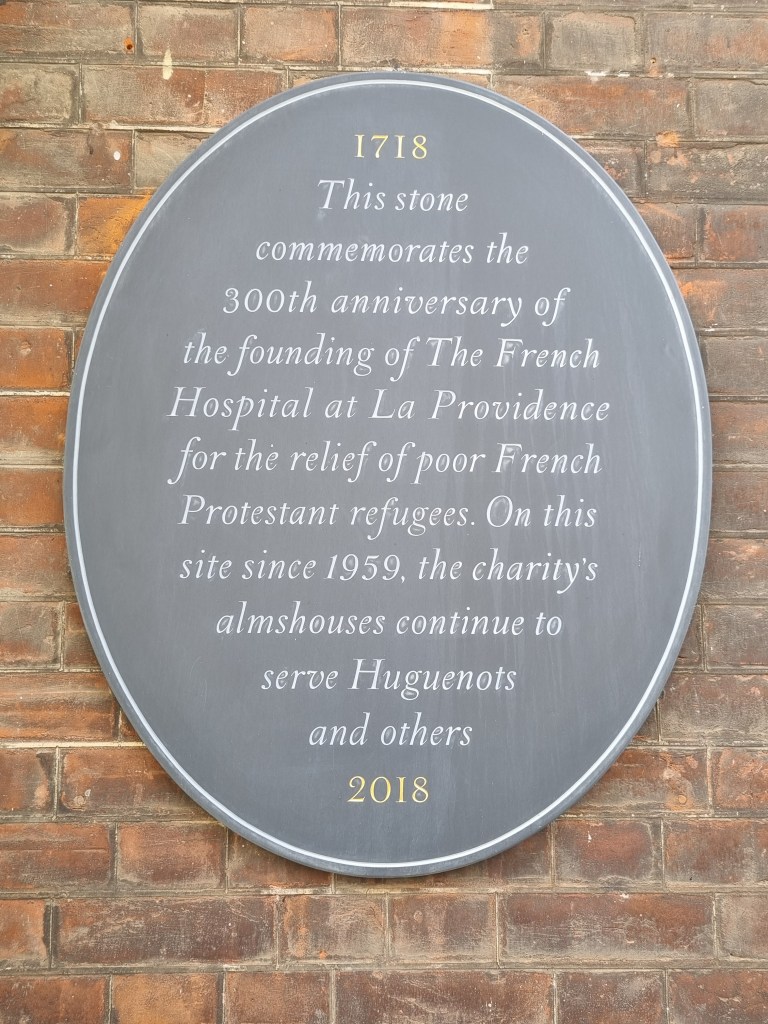 1718
This stone
commemorates the
300th anniversary of
the founding of The French
Hospital at La Providence
for the relief of poor French
Protestant refugees. On this
site since 1959, the charity's
almshouses continue to
serve Huguenots
and others
2018